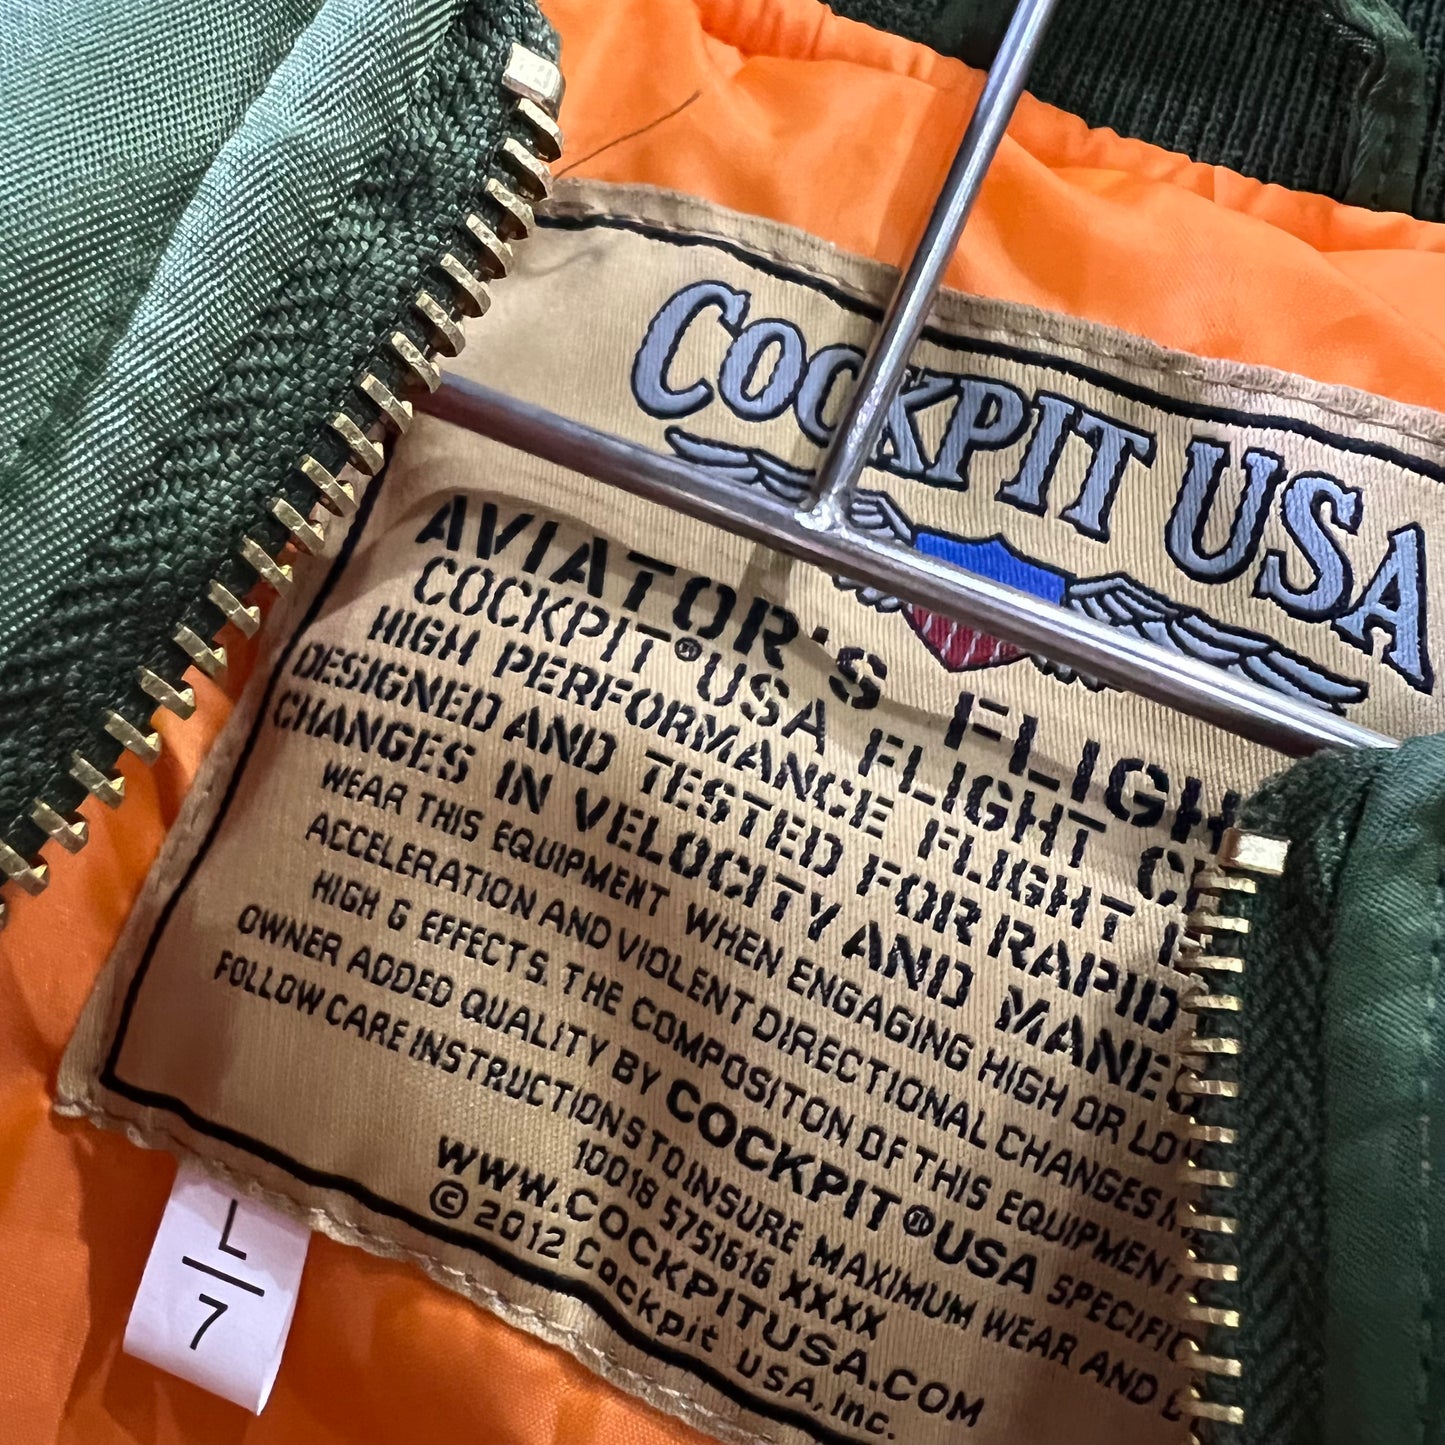 COCKPIT USA
AVIATOR'S FLIGH
COCKPIT® USA FLIGHT
HIGH PERFORMANCE FLIGHT
DESIGNED AND TESTED FOR RAPID
CHANGES IN VELOCITY AND
WEAR THIS EQUIPMENT WHEN ENGAGING HIGH OR
ACCELERATION AND VIOLENT DIRECTIONAL CHANGES
HIGH G EFFECTS. THE COMPOSITON OF THIS EQUIPMENT
OWNER ADDED QUALITY BY COCKPIT® USA
FOLLOW CARE INSTRUCTIONS TO INSURE MAXIMUM WEAR AND
10018 5751616 XXXX
WWW.COCKPITUSA.COM
© 2012 Cockpit USA, Inc.
L
7